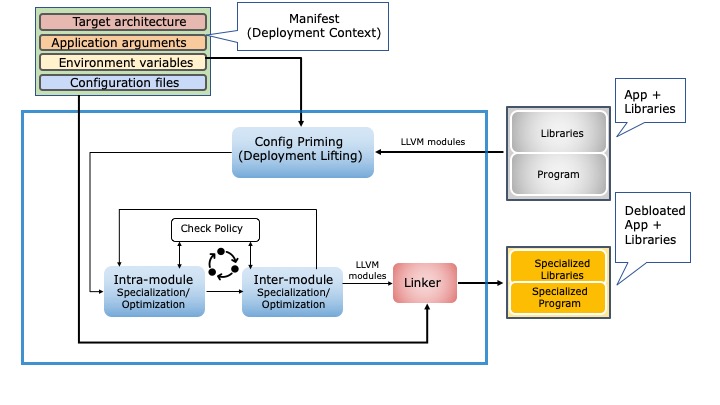 Target architecture
Application arguments
Environment variables
Configuration files
Manifest
(Deployment Context)
Config Priming
(Deployment Lifting)
LLVM modules
Libraries
Program
App +
Libraries
Check Policy
Intra-module
Specialization/
Optimization
Inter-module
Specialization/
Optimization
LLVM
modules
Linker
Specialized
Libraries
Specialized
Program
Debloated
App +
Libraries